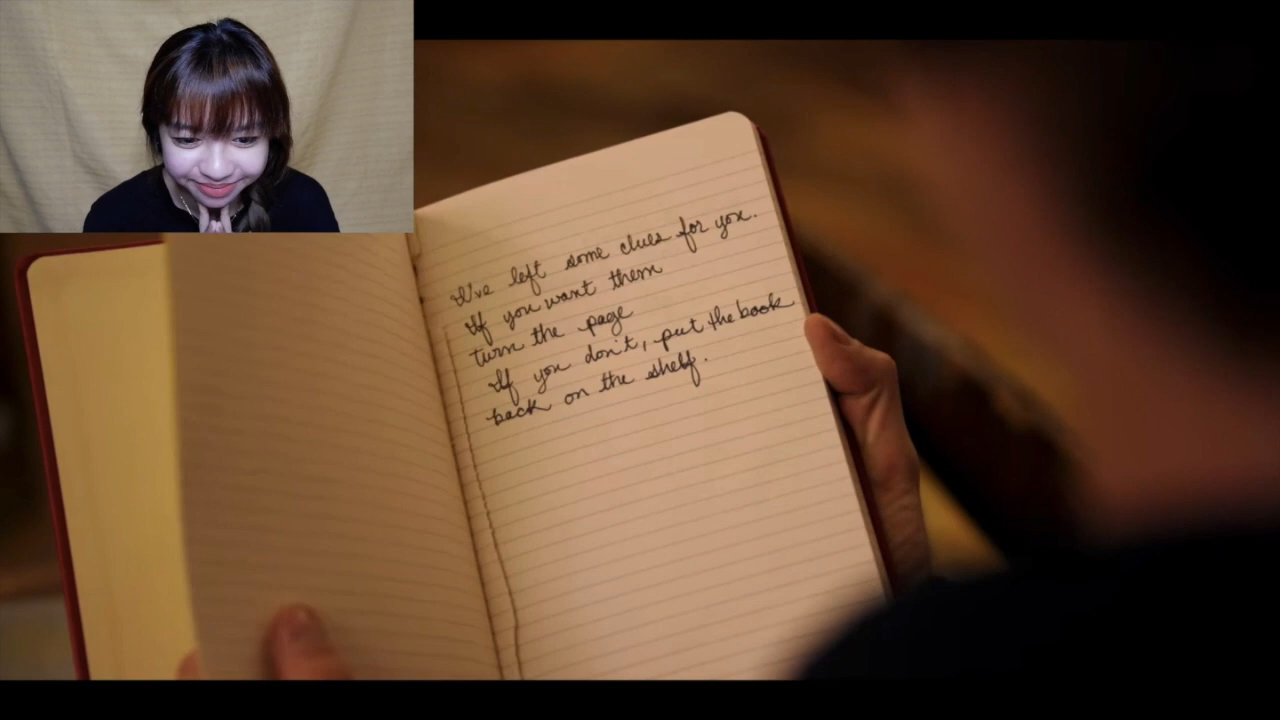 I've left some clues for you.
If you want them
turn the page
If you don't, put the book
back on the shelf.